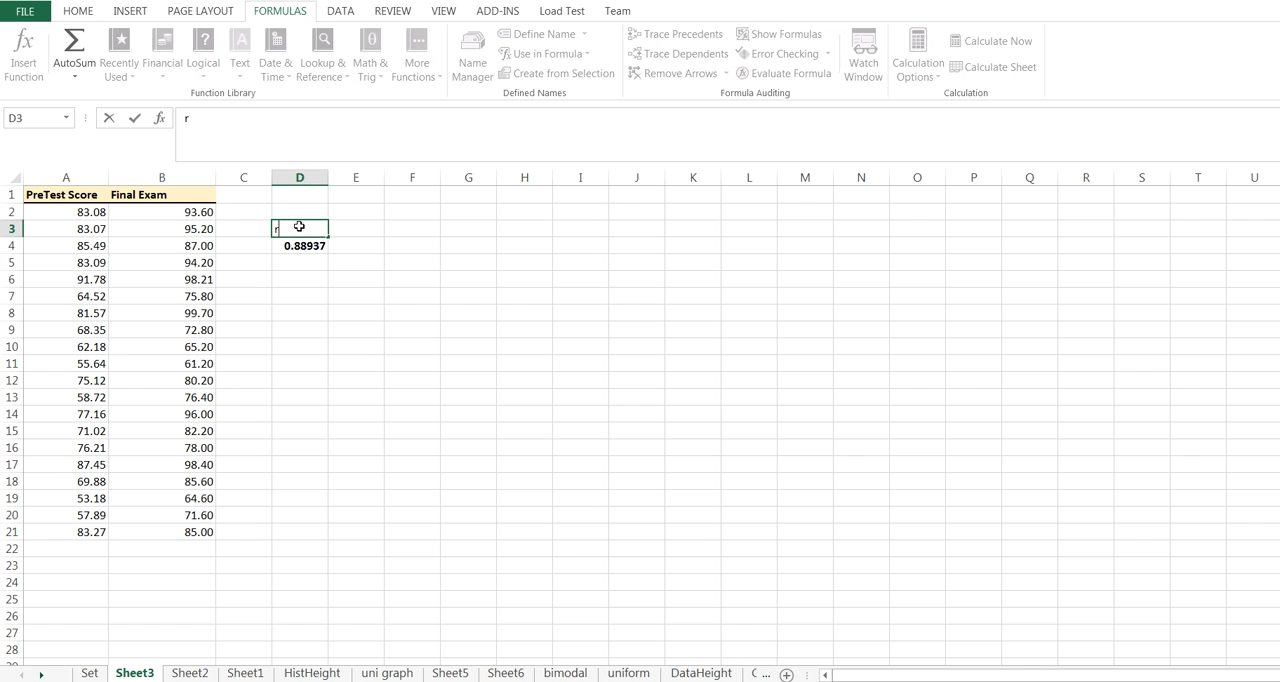 FILE HOME INSERT PAGE LAYOUT FORMULAS DATA REVIEW VIEW ADD-INS Load Test Team
fx Σ ? A θ
Insert Function AutoSum Recently Used Financial Logical Text Date & Time Lookup & Reference Math & Trig More Functions
Name Manager
Define Name
Use in Formula
Create from Selection
Trace Precedents Show Formulas
Trace Dependents Error Checking
Remove Arrows Evaluate Formula
Watch Window
Calculation Options
Calculate Now
Calculate Sheet
Function Library Defined Names Formula Auditing Calculation
D3 fx r
A B C D E F G H I J K L M N O P Q R S T U
1 PreTest Score Final Exam
2 83.08 93.60
3 83.07 95.20 r
4 85.49 87.00 0.88937
5 83.09 94.20
6 91.78 98.21
7 64.52 75.80
8 81.57 99.70
9 68.35 72.80
10 62.18 65.20
11 55.64 61.20
12 75.12 80.20
13 58.72 76.40
14 77.16 96.00
15 71.02 82.20
16 76.21 78.00
17 87.45 98.40
18 69.88 85.60
19 53.18 64.60
20 57.89 71.60
21 83.27 85.00
22
23
24
25
26
27
28
Set Sheet3 Sheet2 Sheet1 HistHeight uni graph Sheet5 Sheet6 bimodal uniform DataHeight ...